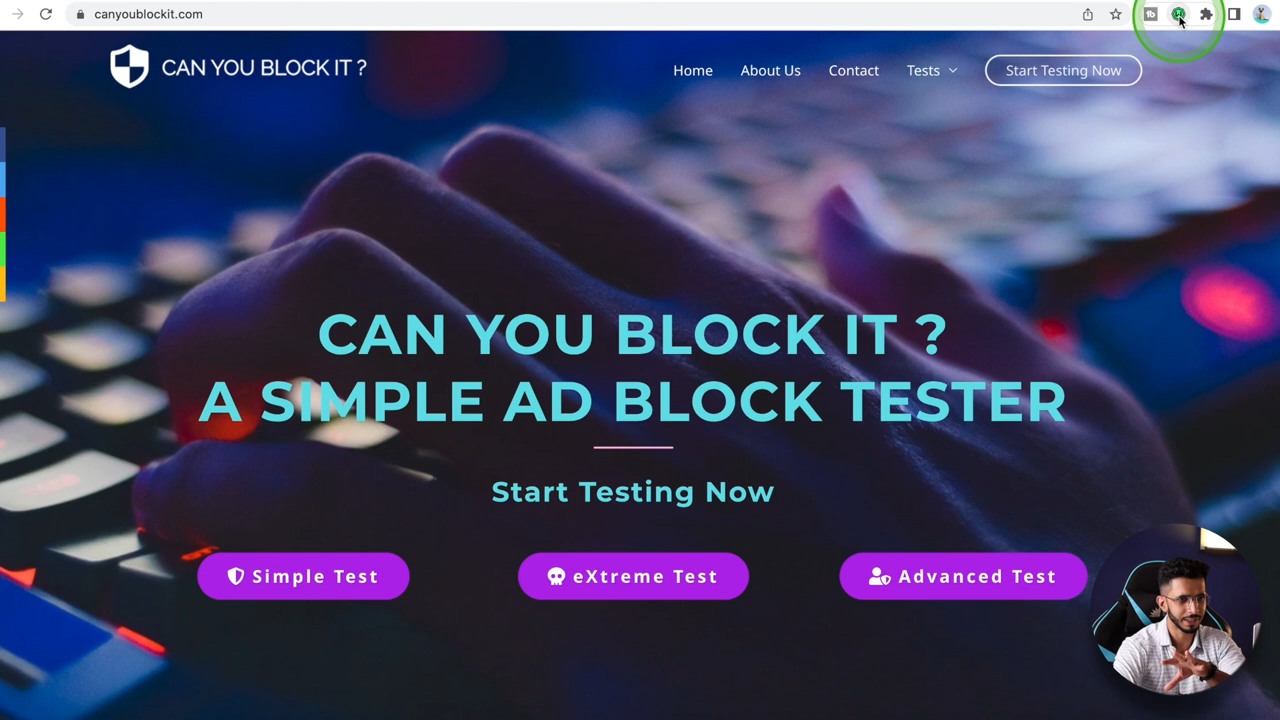 canyoublockit.com
CAN YOU BLOCK IT ?
Home
About Us
Contact
Tests
Start Testing Now
CAN YOU BLOCK IT ?
A SIMPLE AD BLOCK TESTER
Start Testing Now
Simple Test
eXtreme Test
Advanced Test